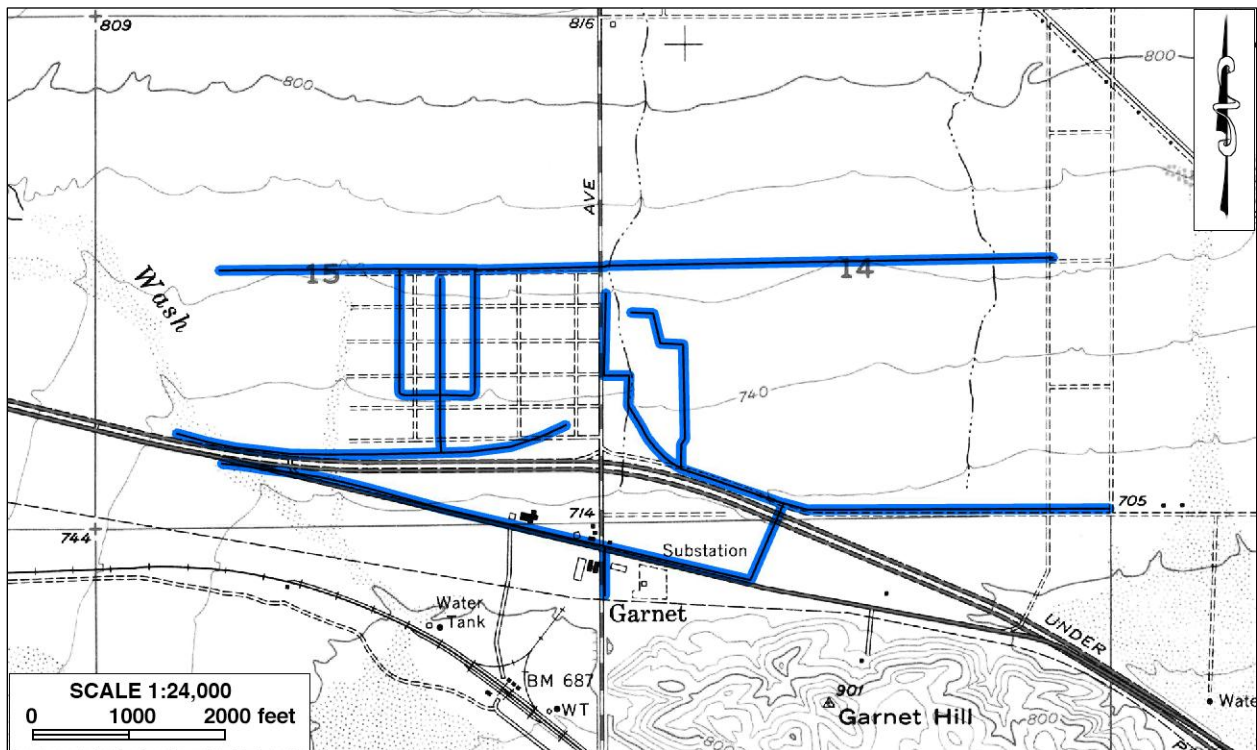 809
816
800
800
AVE
15
14
Wash
740
714
705
744
Substation
Garnet
UNDER
Water
Tank
BM 687
WT
901
Garnet Hill
800
800
Wate
SCALE 1:24,000
0 1000 2000 feet